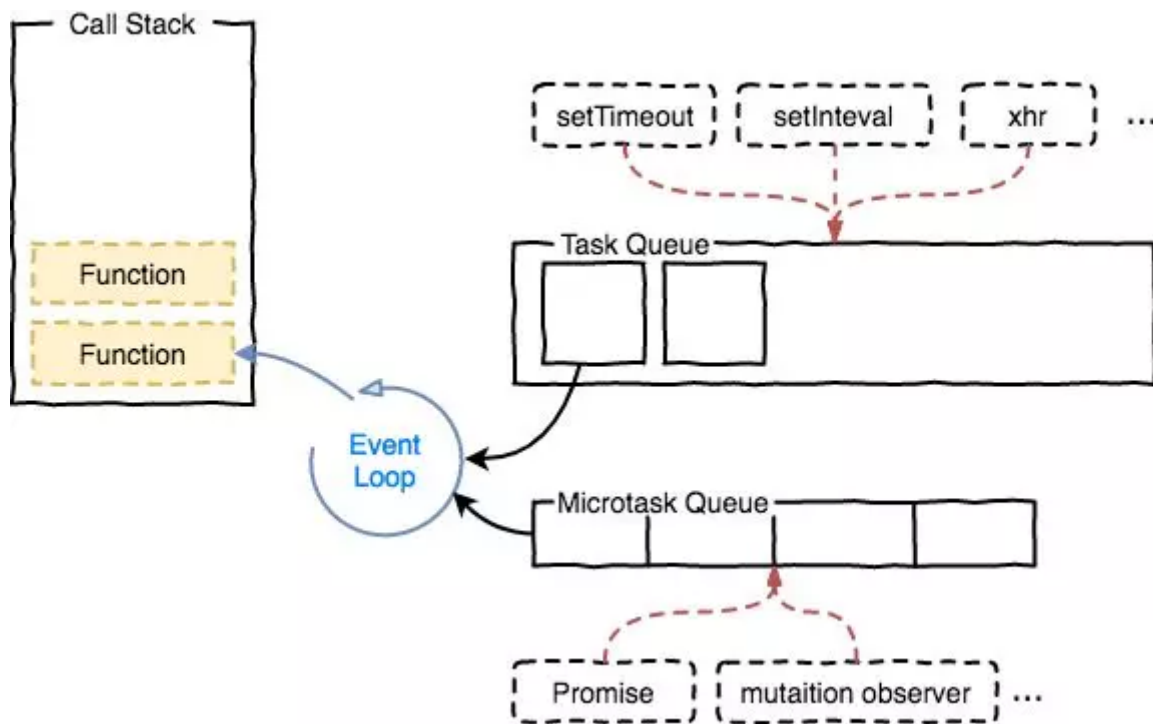 Call Stack
setTimeout
setInteval
xhr
...
Task Queue
Function
Function
Event
Loop
Microtask Queue
Promise
mutaition observer
...